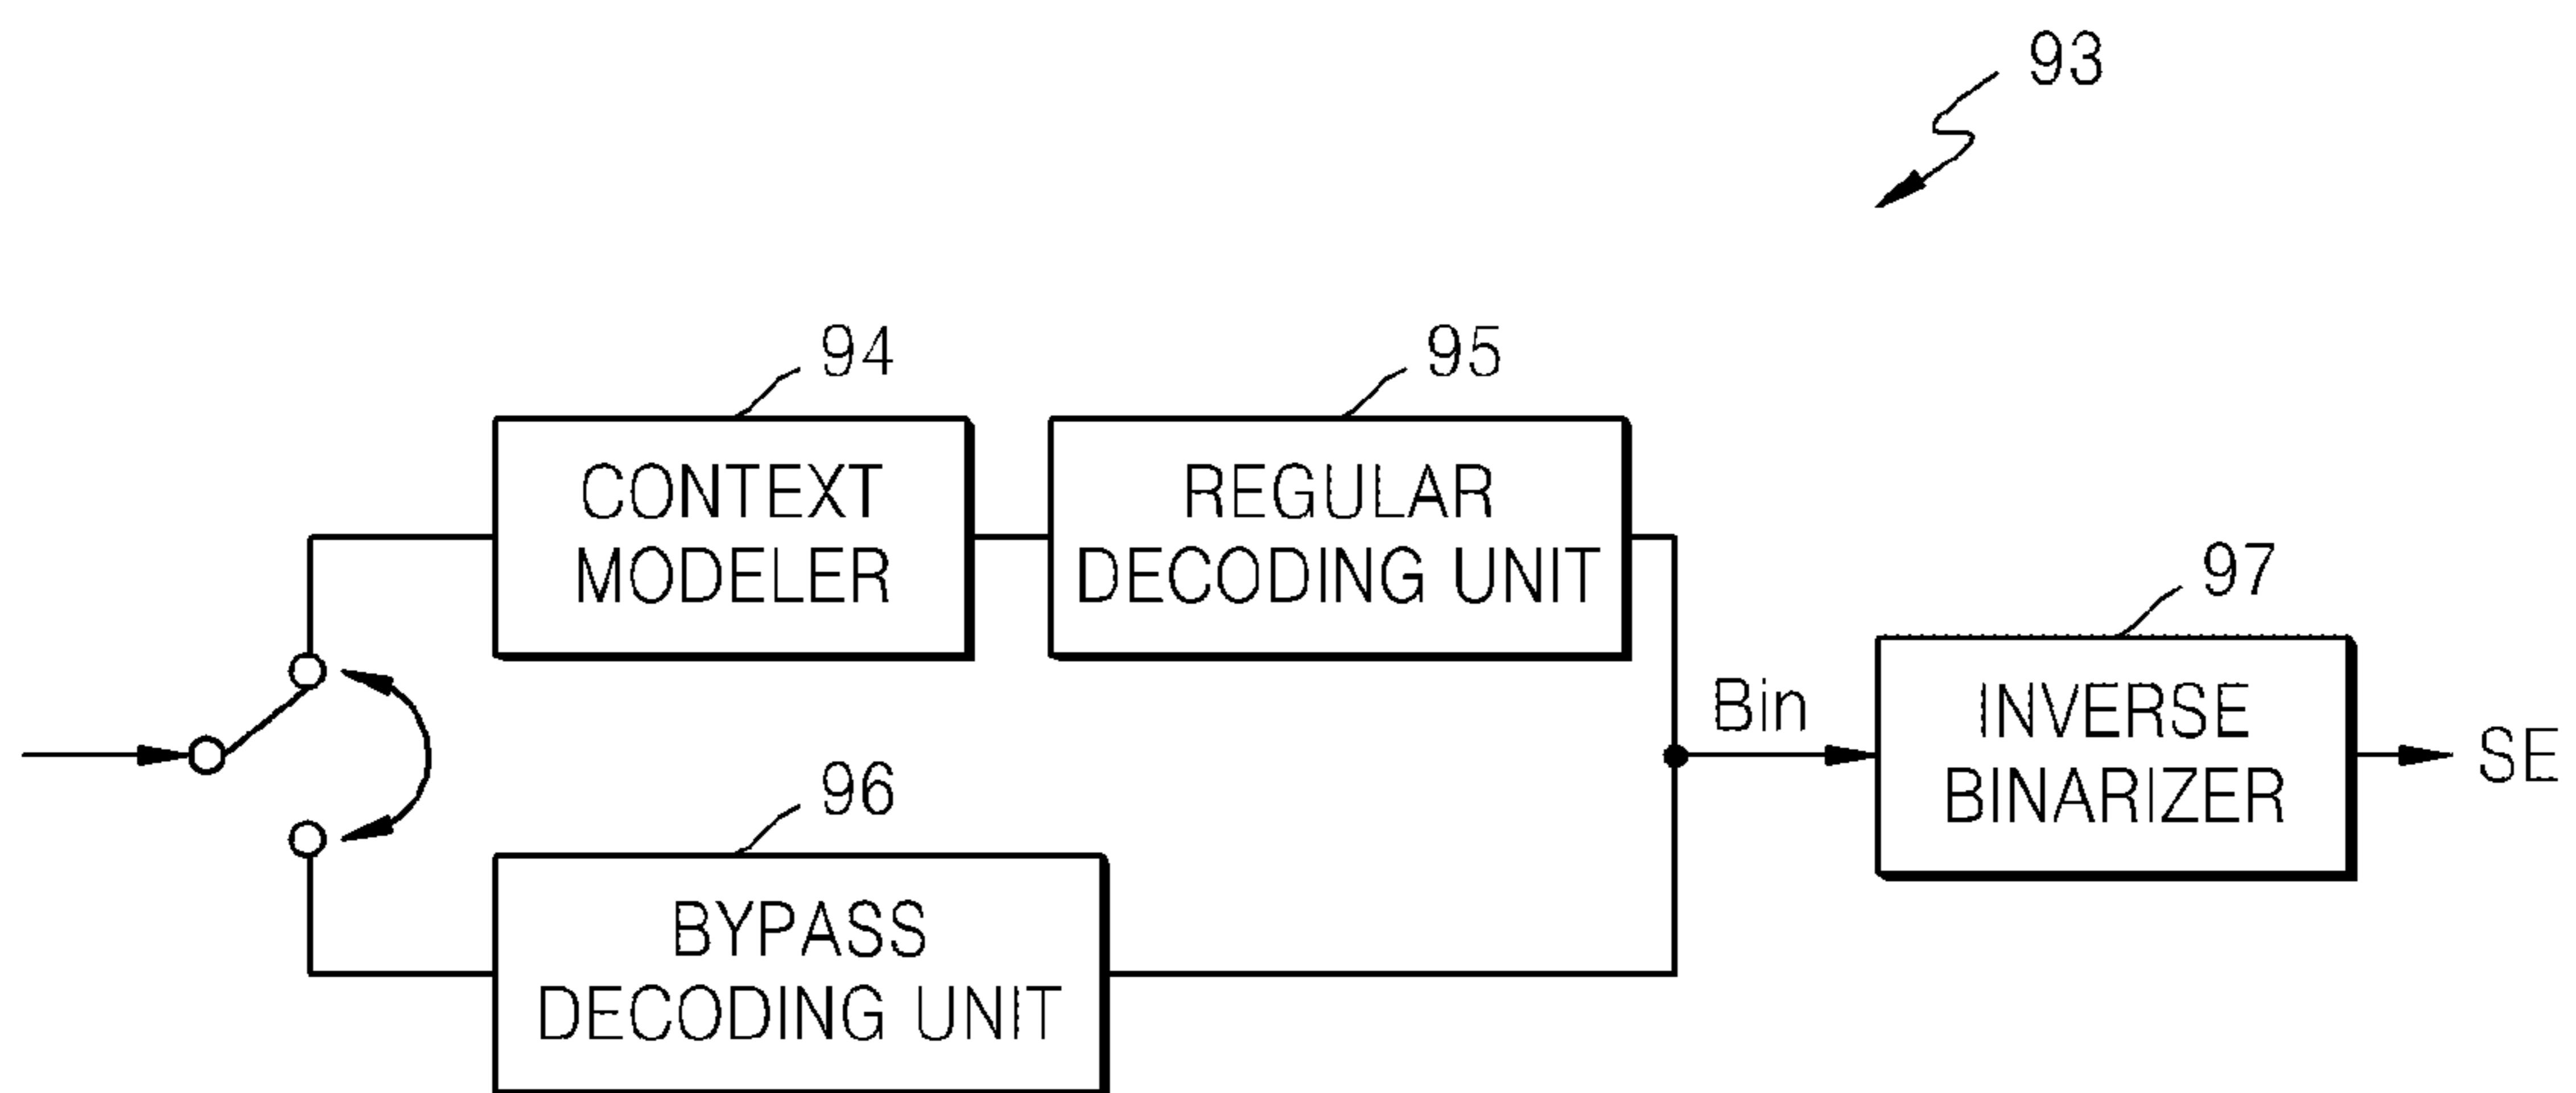 93
94
95
CONTEXT
MODELER
REGULAR
DECODING UNIT
97
Bin
INVERSE
BINARIZER
SE
96
BYPASS
DECODING UNIT